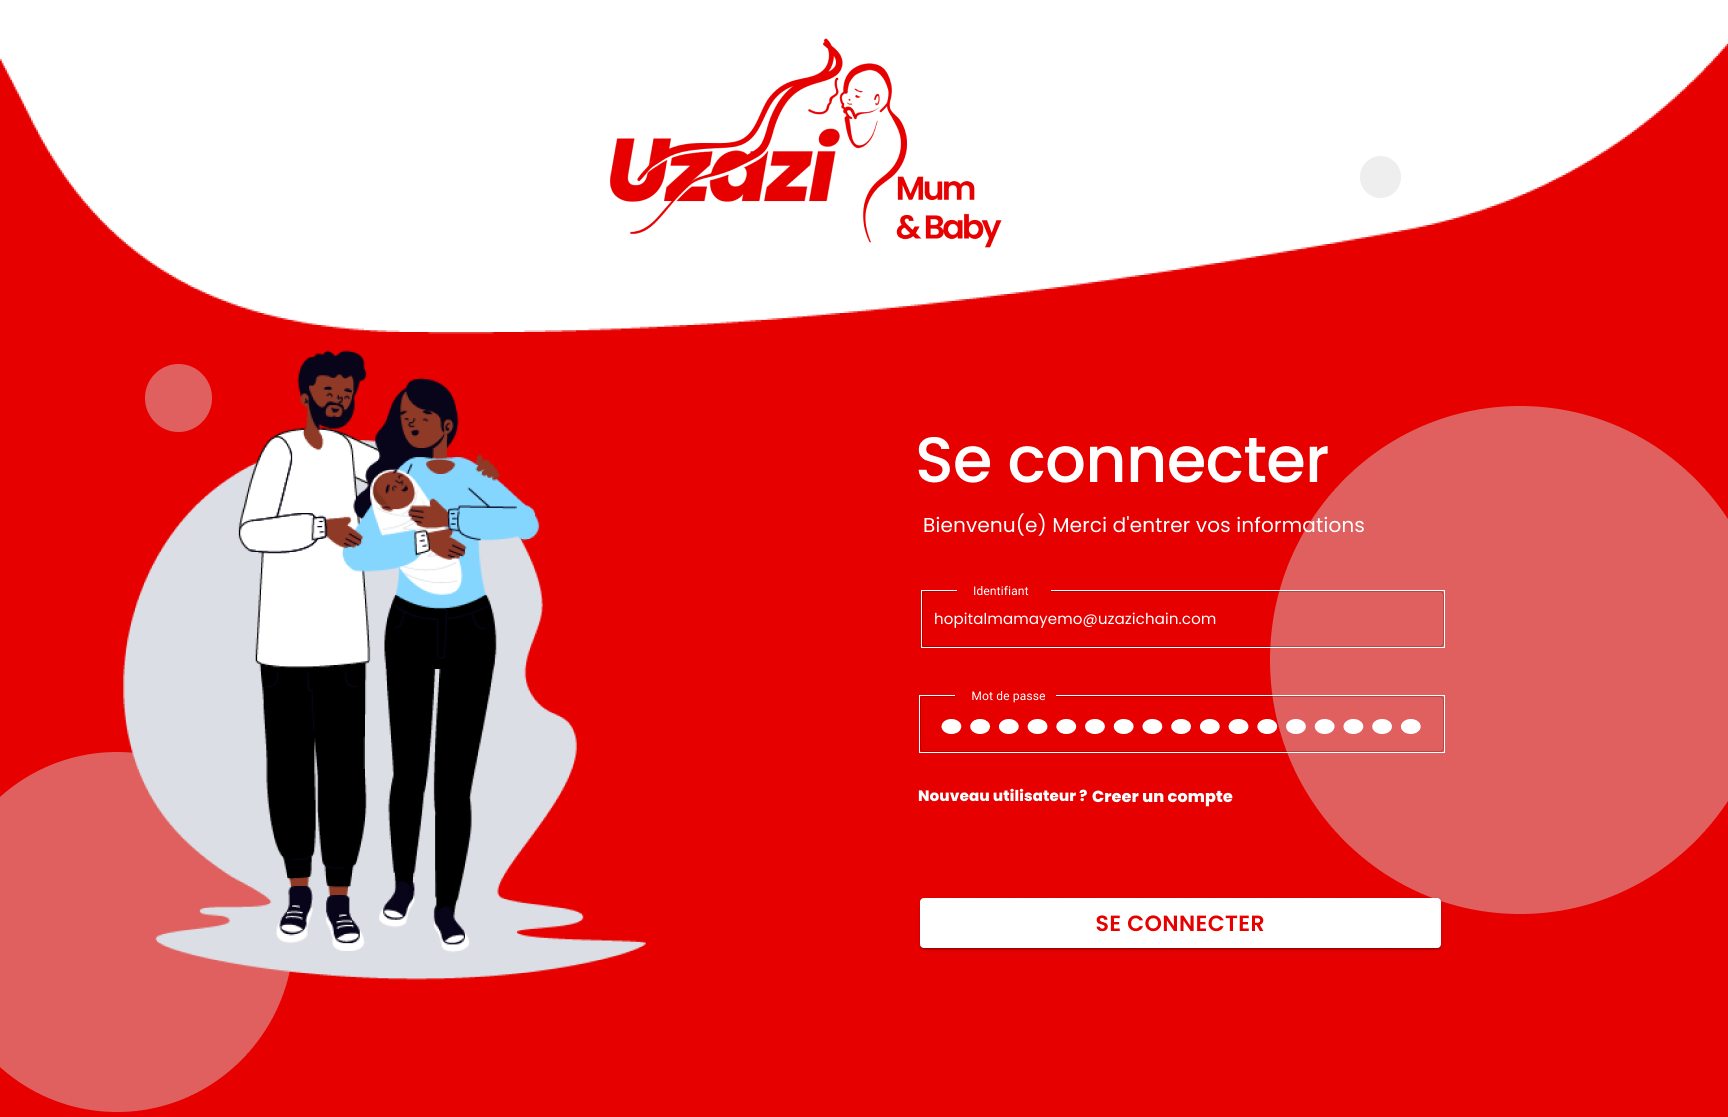 Uzazi
Mum
& Baby
Se connecter
Bienvenu(e) Merci d'entrer vos informations
Identifiant
hopitalmamayemo@uzazichain.com
Mot de passe
Nouveau utilisateur ? Creer un compte
SE CONNECTER